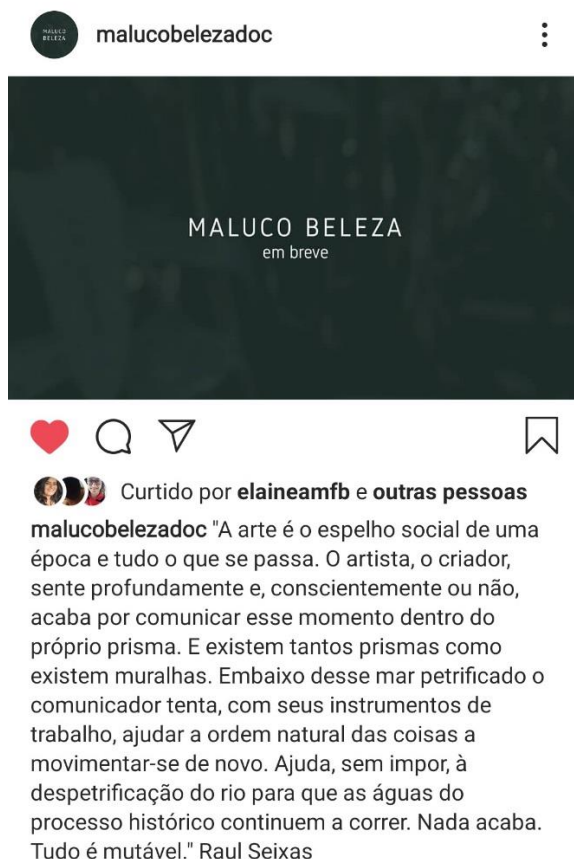 MALUCO
BELEZA
malucobelezadoc
MALUCO BELEZA
em breve
Curtido por elaineamfb e outras pessoas
malucobelezadoc "A arte é o espelho social de uma
época e tudo o que se passa. O artista, o criador,
sente profundamente e, conscientemente ou não,
acaba por comunicar esse momento dentro do
próprio prisma. E existem tantos prismas como
existem muralhas. Embaixo desse mar petrificado o
comunicador tenta, com seus instrumentos de
trabalho, ajudar a ordem natural das coisas a
movimentar-se de novo. Ajuda, sem impor, à
despetrificação do rio para que as águas do
processo histórico continuem a correr. Nada acaba.
Tudo é mutável." Raul Seixas